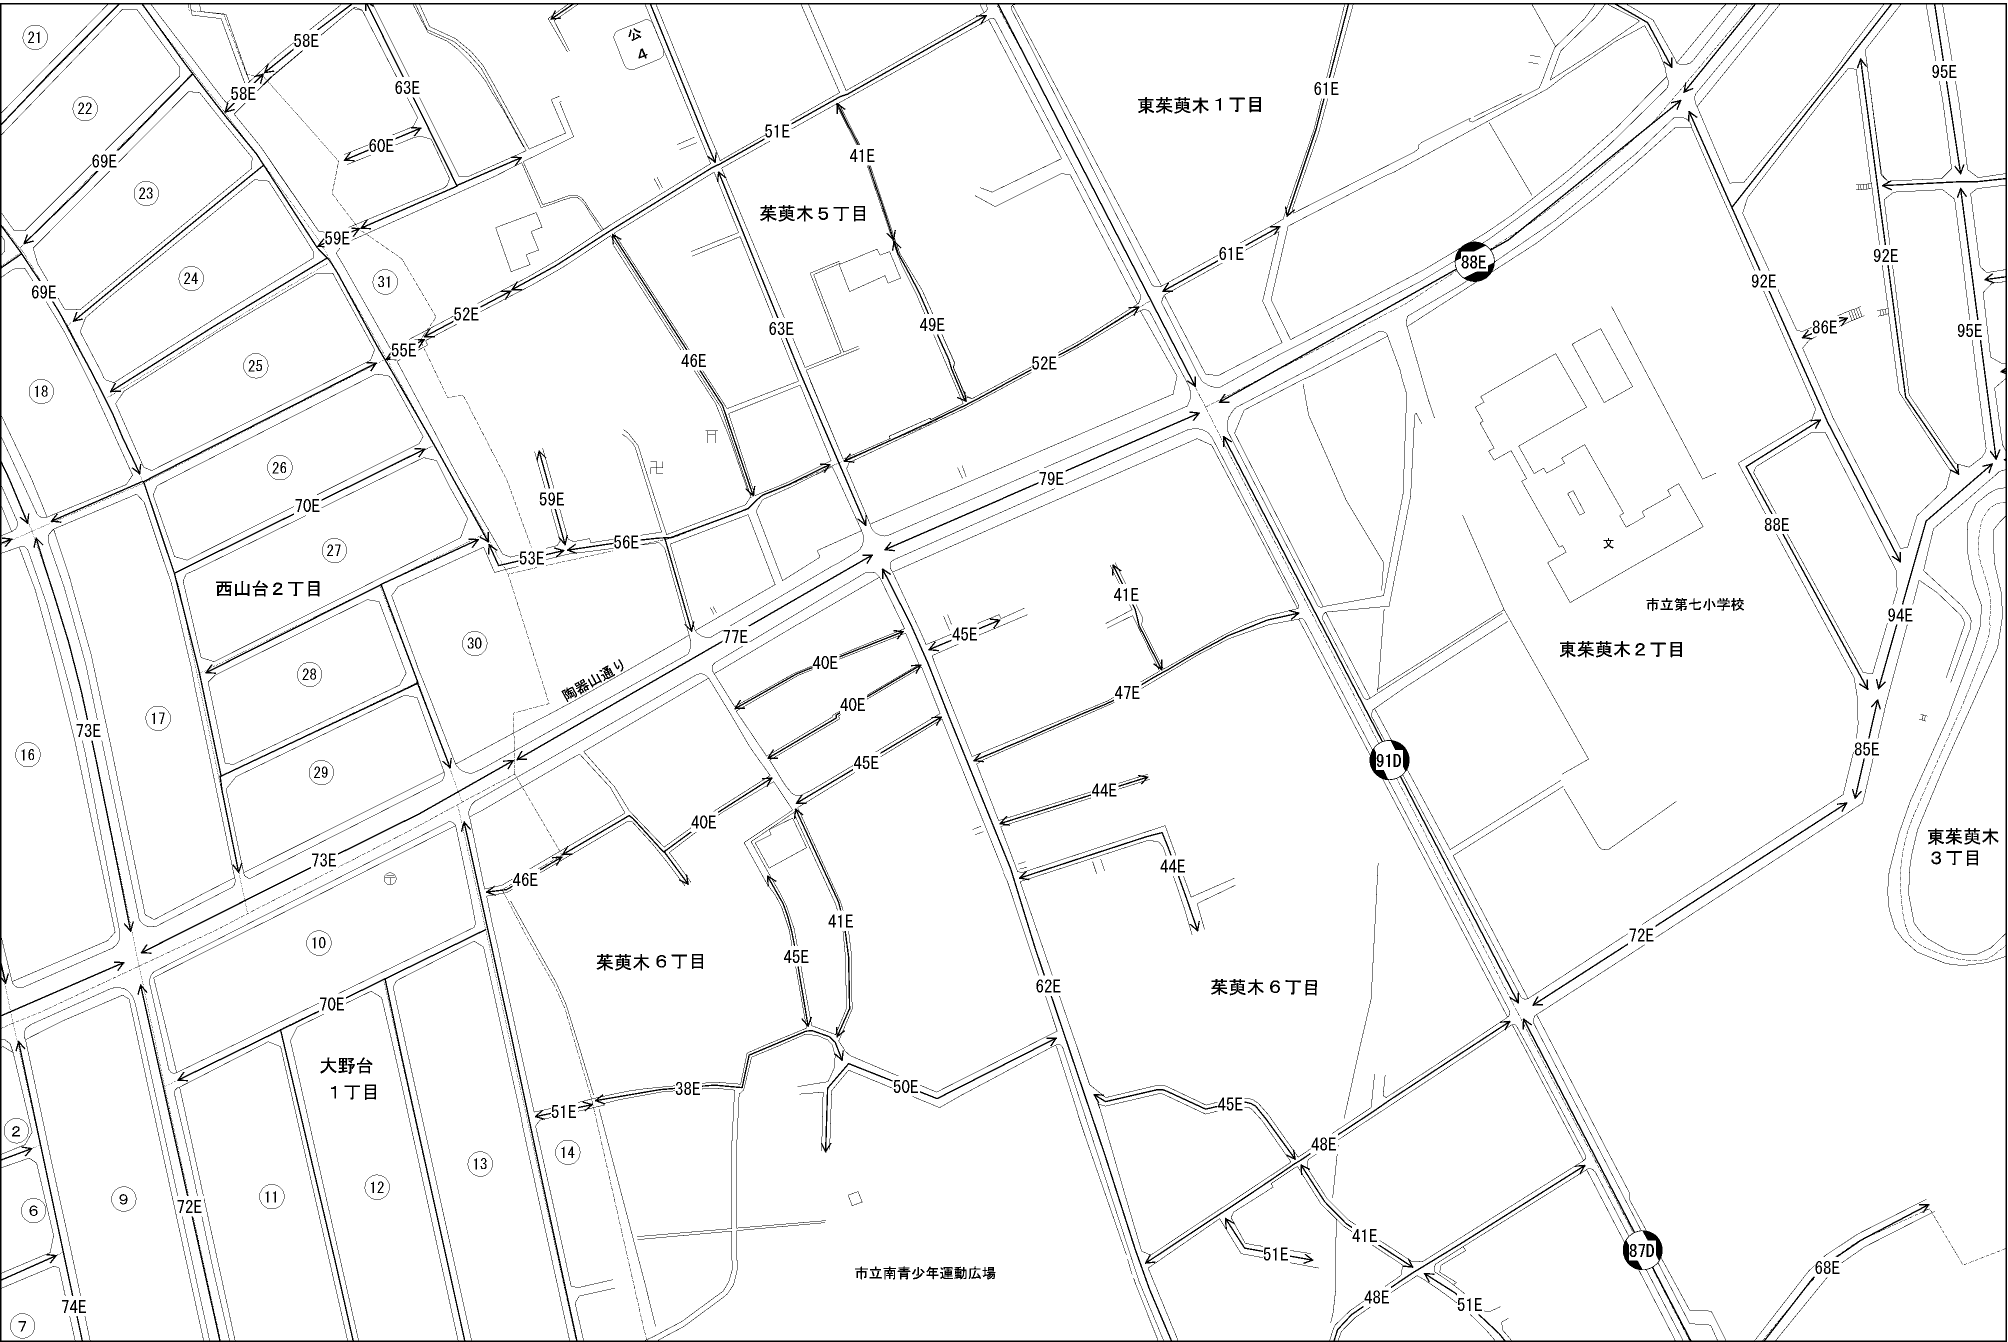 21
58E
公
4
95E
58E
63E
61E
22
東茱萸木1丁目
51E
60E
69E
41E
23
茱萸木5丁目
59E
61E
92E
88E
24
31
92E
69E
52E
49E
63E
86E
95E
55E
46E
52E
25
18
26
79E
59E
70E
88E
56E
53E
27
文
西山台2丁目
41E
市立第七小学校
94E
77E
45E
30
東茱萸木2丁目
40E
28
陶器山通り
47E
40E
17
73E
16
85E
91D
45E
29
44E
40E
東茱萸木
3丁目
73E
44E
46E
〒
41E
72E
10
45E
茱萸木6丁目
62E
茱萸木6丁目
70E
大野台
1丁目
38E
50E
51E
45E
2
48E
14
13
12
11
9
72E
6
41E
51E
87D
市立南青少年運動広場
68E
48E
51E
74E
7